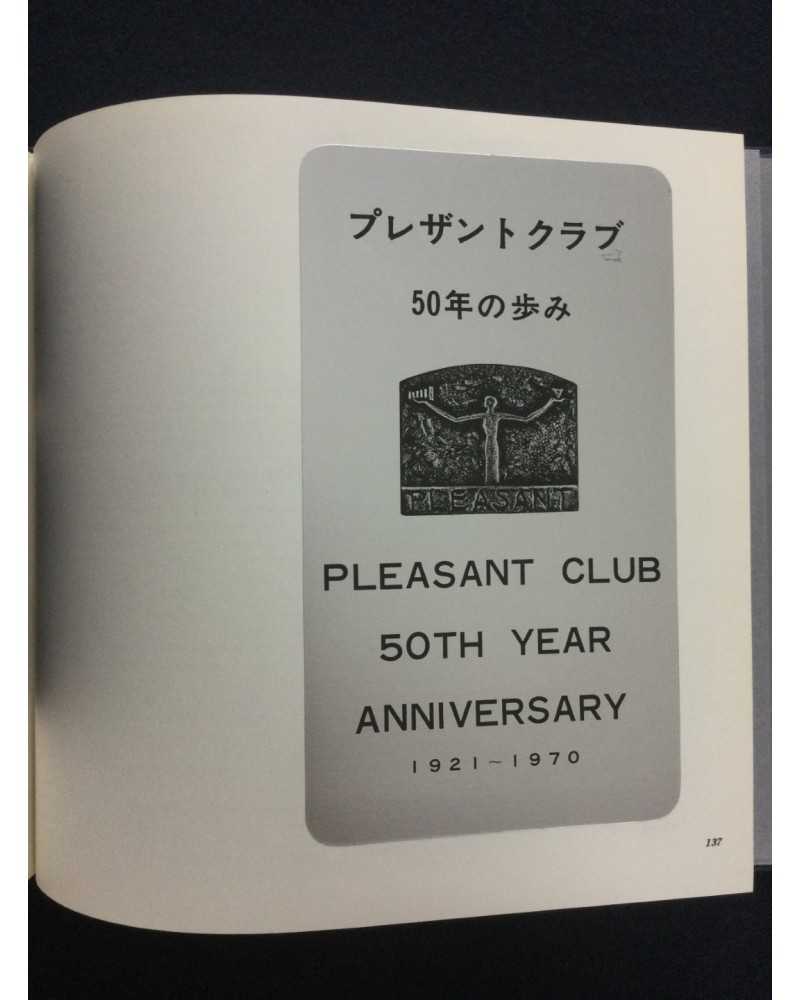 プレザントクラブ
50年の歩み
PLEASANT
PLEASANT CLUB
50TH YEAR
ANNIVERSARY
1921~1970
137